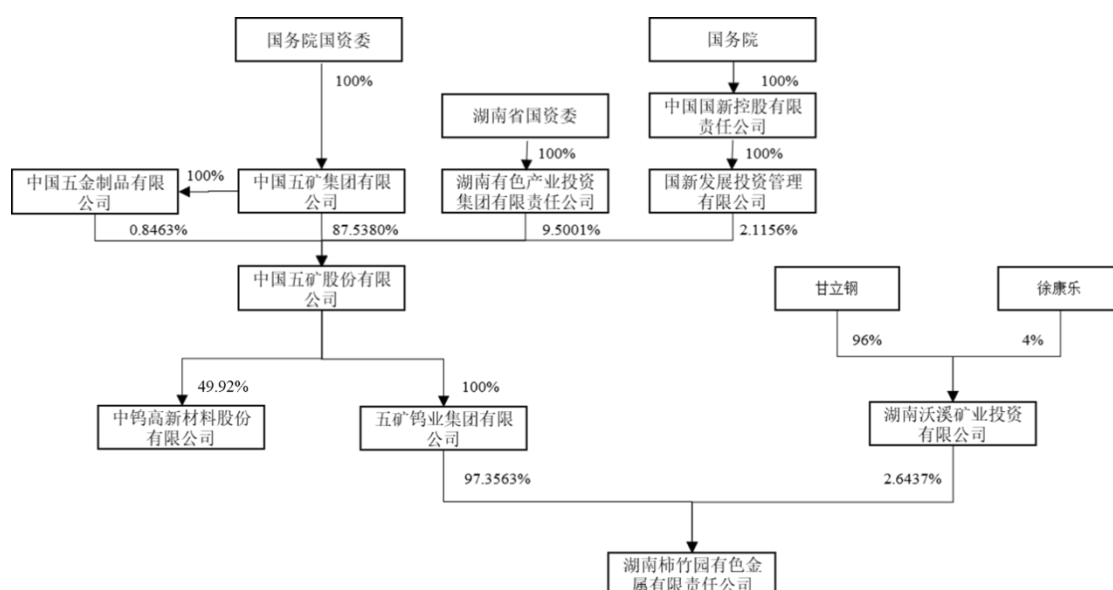 国务院国资委
国务院
100%
100%
湖南省国资委
中国国新控股有限
责任公司
100%
100%
中国五金制品有限
公司
100%
中国五矿集团有限
公司
湖南有色产业投资
集团有限责任公司
国新发展投资管理
有限公司
0.8463%
87.5380%
9.5001%
2.1156%
中国五矿股份有限
公司
甘立钢
徐康乐
96%
4%
49.92%
100%
中钨高新材料股份
有限公司
五矿钨业集团有限
公司
湖南沃溪矿业投资
有限公司
97.3563%
2.6437%
湖南柿竹园有色金
属有限责任公司